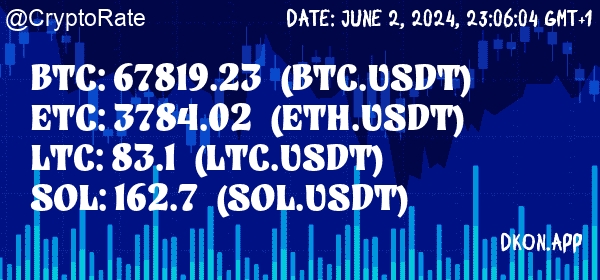 @CryptoRate
DATE: JUNE 2, 2024, 23:06:04 GMT+1
BTC: 67819.23 (BTC.USDT)
ETC: 3784.02 (ETH.USDT)
LTC: 83.1 (LTC.USDT)
SOL: 162.7 (SOL.USDT)
DKON.APP